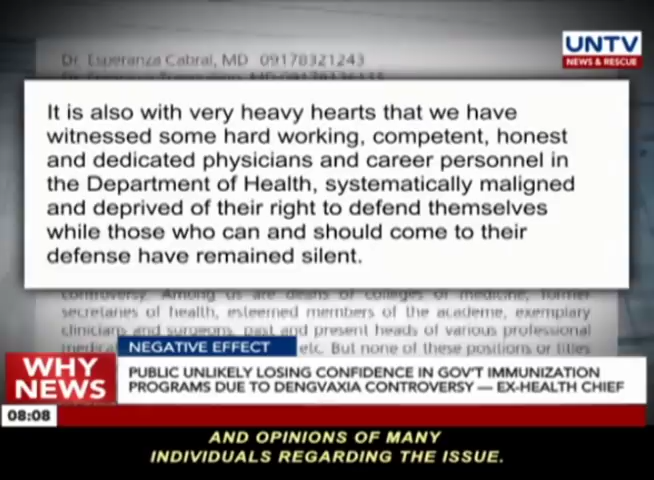 Dr. Esperanza Cabral, MD 09178321243
UNTV
NEWS & RESCUE
It is also with very heavy hearts that we have
witnessed some hard working, competent, honest
and dedicated physicians and career personnel in
the Department of Health, systematically maligned
and deprived of their right to defend themselves
while those who can and should come to their
defense have remained silent.
controversy. Among us are deans of colleges of medicine, former
secretaries of health, esteemed members of the academe, exemplary
clinicians and surgeons, past and present heads of various professional
etc. But none of these positions or titles
NEGATIVE EFFECT
WHY
NEWS
PUBLIC UNLIKELY LOSING CONFIDENCE IN GOV'T IMMUNIZATION
PROGRAMS DUE TO DENGVAXIA CONTROVERSY — EX-HEALTH CHIEF
08:08
AND OPINIONS OF MANY
INDIVIDUALS REGARDING THE ISSUE.